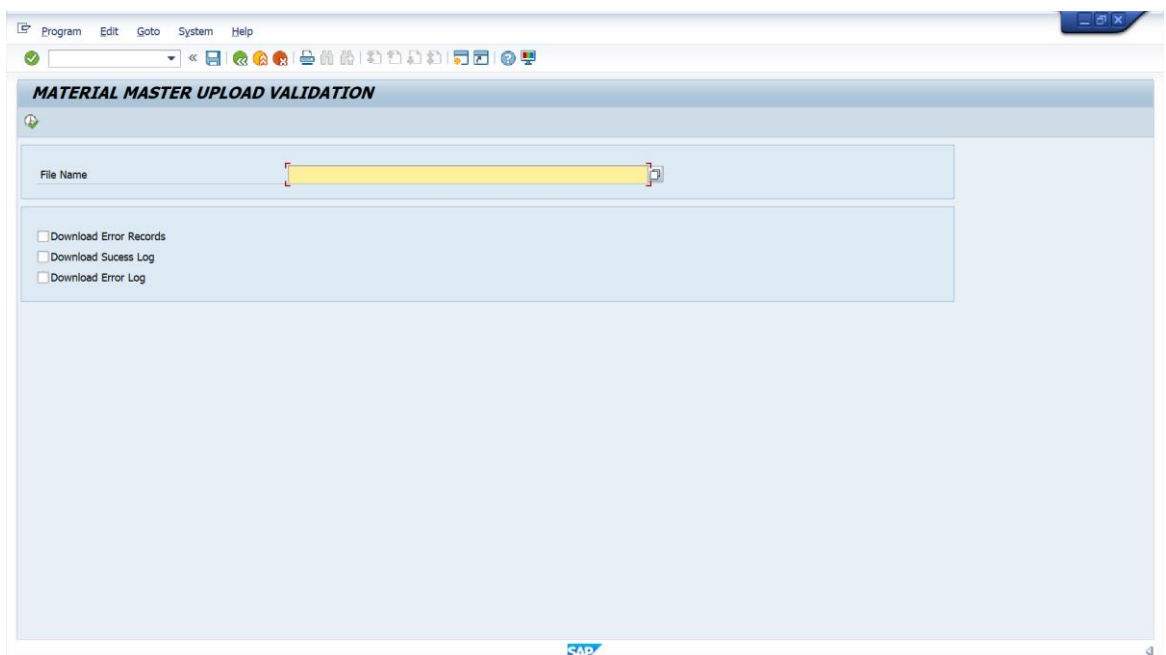 Program Edit Goto System Help
MATERIAL MASTER UPLOAD VALIDATION
File Name
Download Error Records
Download Sucess Log
Download Error Log
SAP